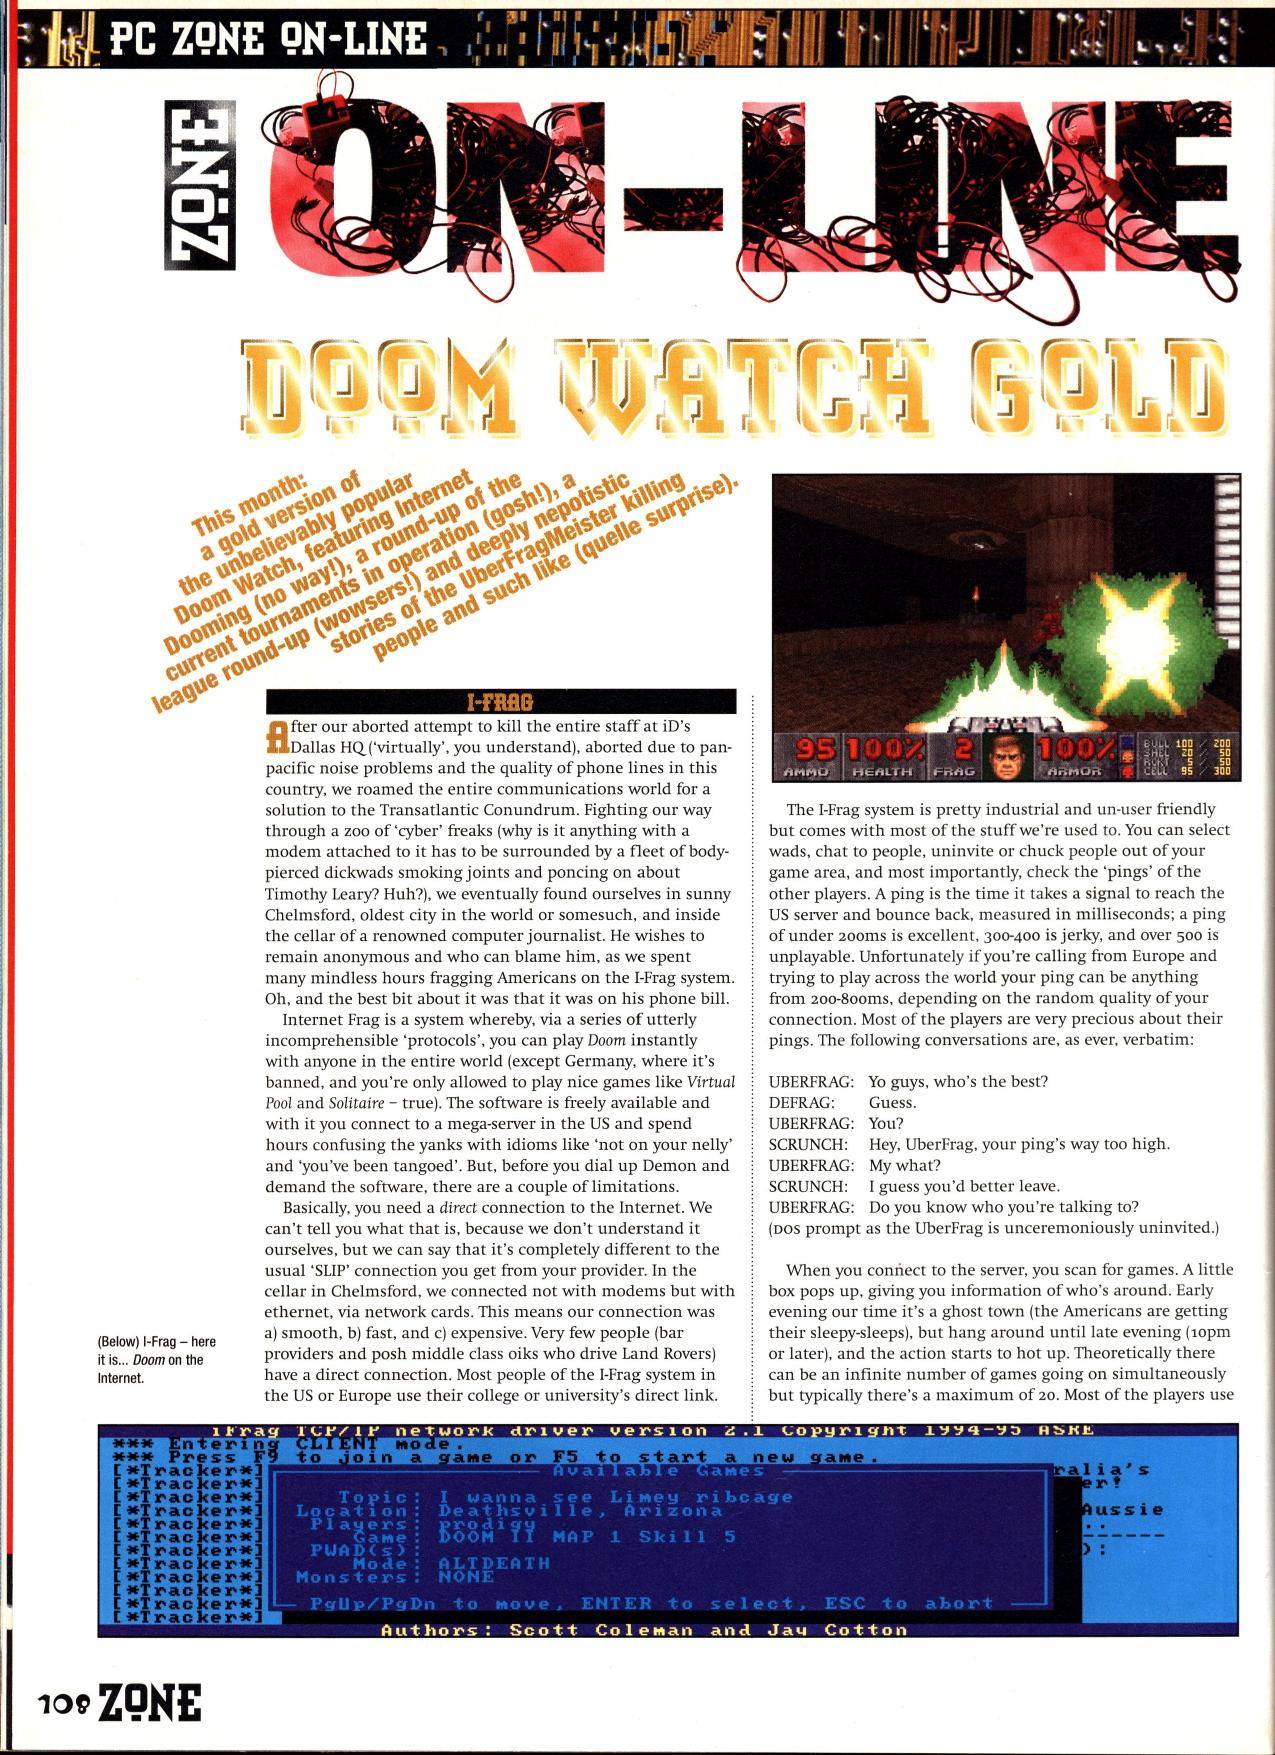 PC ZONE ON-LINE
ZONE
ON-LINE
DOOM WATCH GOLD
This month:
a gold version of
the unbelievably popular
Doom Watch, featuring Internet
Dooming (no way!), a round-up of the
current tournaments in operation (gosh!), a
league round-up (wowsers!) and deeply nepotistic
stories of the UberFragMeister killing
people and such like (quelle surprise).
I-FRAG
After our aborted attempt to kill the entire staff at iD's
Dallas HQ ('virtually', you understand), aborted due to pan-
pacific noise problems and the quality of phone lines in this
country, we roamed the entire communications world for a
solution to the Transatlantic Conundrum. Fighting our way
through a zoo of 'cyber' freaks (why is it anything with a
modem attached to it has to be surrounded by a fleet of body-
pierced dickwads smoking joints and poncing on about
Timothy Leary? Huh?), we eventually found ourselves in sunny
Chelmsford, oldest city in the world or somesuch, and inside
the cellar of a renowned computer journalist. He wishes to
remain anonymous and who can blame him, as we spent
many mindless hours fragging Americans on the I-Frag system.
Oh, and the best bit about it was that it was on his phone bill.
Internet Frag is a system whereby, via a series of utterly
incomprehensible 'protocols', you can play Doom instantly
with anyone in the entire world (except Germany, where it's
banned, and you're only allowed to play nice games like Virtual
Pool and Solitaire – true). The software is freely available and
with it you connect to a mega-server in the US and spend
hours confusing the yanks with idioms like 'not on your nelly'
and 'you've been tangoed'. But, before you dial up Demon and
demand the software, there are a couple of limitations.
Basically, you need a direct connection to the Internet. We
can't tell you what that is, because we don't understand it
ourselves, but we can say that it's completely different to the
usual 'SLIP' connection you get from your provider. In the
cellar in Chelmsford, we connected not with modems but with
ethernet, via network cards. This means our connection was
a) smooth, b) fast, and c) expensive. Very few people (bar
providers and posh middle class oiks who drive Land Rovers)
have a direct connection. Most people of the I-Frag system in
the US or Europe use their college or university's direct link.
95 100% 2 100%
AMMO HEALTH FRAG ARMOR
BULL 100 / 200
SHEL 20 / 50
RCKT 5 / 50
CELL 95 / 300
The I-Frag system is pretty industrial and un-user friendly
but comes with most of the stuff we're used to. You can select
wads, chat to people, uninvite or chuck people out of your
game area, and most importantly, check the 'pings' of the
other players. A ping is the time it takes a signal to reach the
US server and bounce back, measured in milliseconds; a ping
of under 200ms is excellent, 300-400 is jerky, and over 500 is
unplayable. Unfortunately if you're calling from Europe and
trying to play across the world your ping can be anything
from 200-800ms, depending on the random quality of your
connection. Most of the players are very precious about their
pings. The following conversations are, as ever, verbatim:
UBERFRAG: Yo guys, who's the best?
DEFRAG: Guess.
UBERFRAG: You?
SCRUNCH: Hey, UberFrag, your ping's way too high.
UBERFRAG: My what?
SCRUNCH: I guess you'd better leave.
UBERFRAG: Do you know who you're talking to?
(DOS prompt as the UberFrag is unceremoniously uninvited.)
When you connect to the server, you scan for games. A little
box pops up, giving you information of who's around. Early
evening our time it's a ghost town (the Americans are getting
their sleepy-sleeps), but hang around until late evening (10pm
or later), and the action starts to hot up. Theoretically there
can be an infinite number of games going on simultaneously
but typically there's a maximum of 20. Most of the players use
(Below) I-Frag – here
it is... Doom on the
Internet.
iFrag TCP/IP network driver version 2.1 Copyright 1994-95 ASRE
*** Entering CLIENT mode.
*** Press F9 to join a game or F5 to start a new game.
[*Tracker*] Available Games ralia's
[*Tracker*] er!
[*Tracker*] Topic: I wanna see Limey ribcage
[*Tracker*] Location: Deathsville, Arizona Aussie
[*Tracker*] Players: prodigy ..
[*Tracker*] Game: DOOM II MAP 1 Skill 5 ------
[*Tracker*] PWAD(s): ):
[*Tracker*] Mode: ALTDEATH
[*Tracker*] Monsters: NONE
[*Tracker*]
[*Tracker*] PgUp/PgDn to move, ENTER to select, ESC to abort
[*Tracker*]
Authors: Scott Coleman and Jay Cotton
108 ZONE